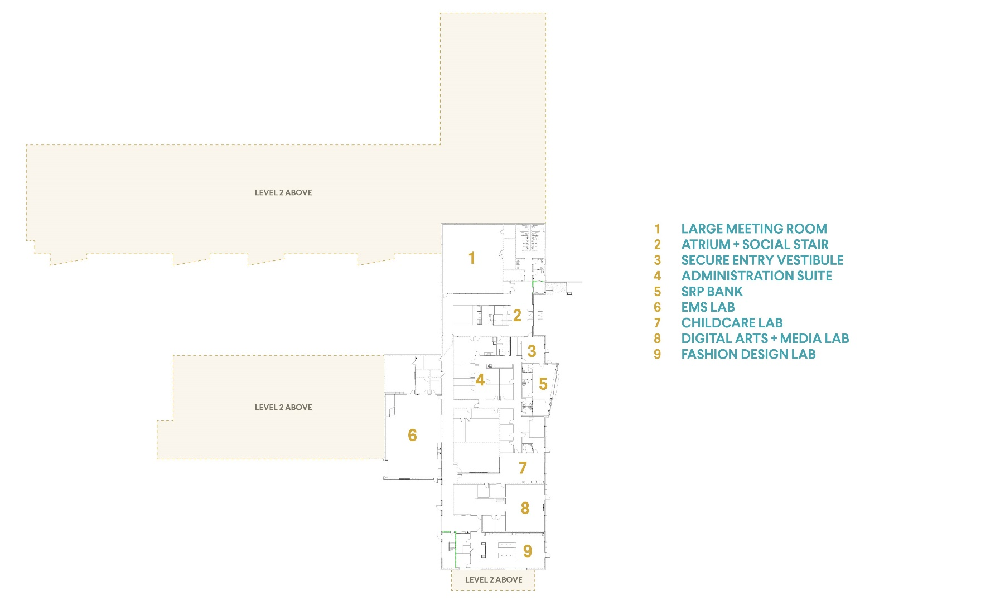 LEVEL 2 ABOVE
1
2
3
4
5
6
7
8
9
LEVEL 2 ABOVE
LEVEL 2 ABOVE
1 LARGE MEETING ROOM
2 ATRIUM + SOCIAL STAIR
3 SECURE ENTRY VESTIBULE
4 ADMINISTRATION SUITE
5 SRP BANK
6 EMS LAB
7 CHILDCARE LAB
8 DIGITAL ARTS + MEDIA LAB
9 FASHION DESIGN LAB